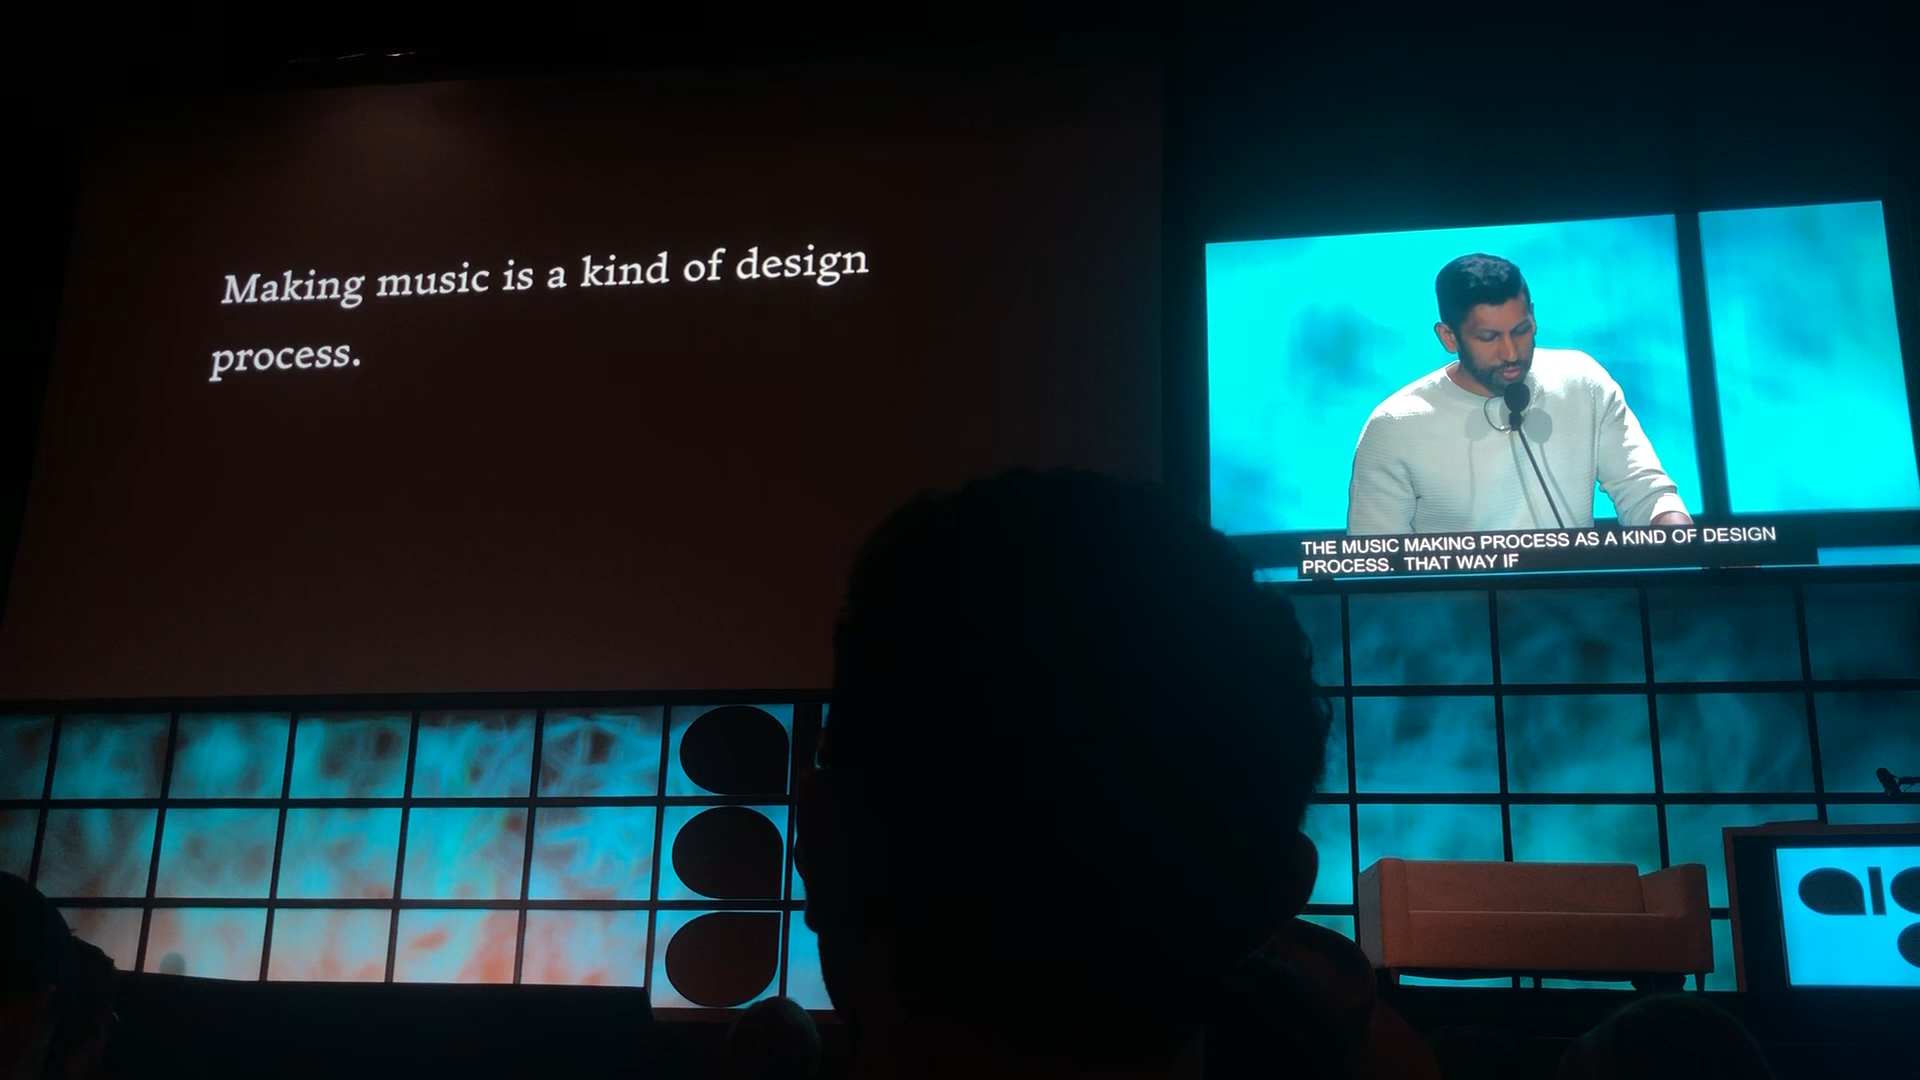 Making music is a kind of design
process.
THE MUSIC MAKING PROCESS AS A KIND OF DESIGN
PROCESS.  THAT WAY IF